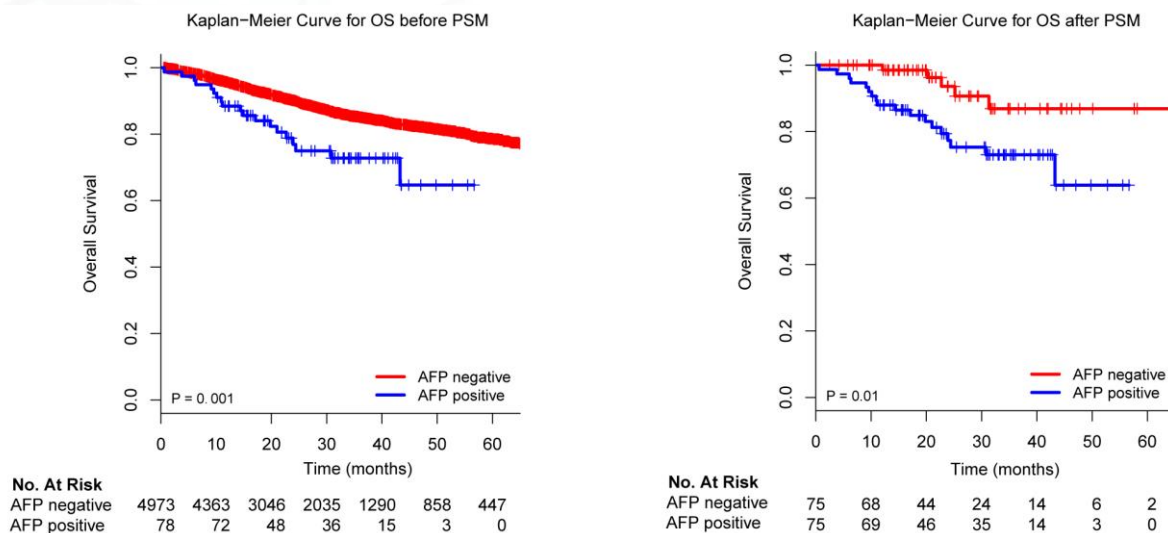 Kaplan−Meier Curve for OS before PSM
Overall Survival
1.0
0.8
0.6
0.4
0.2
0.0
AFP negative
AFP positive
P = 0.001
0 10 20 30 40 50 60
Time (months)
No. At Risk
AFP negative 4973 4363 3046 2035 1290 858 447
AFP positive 78 72 48 36 15 3 0
Kaplan−Meier Curve for OS after PSM
Overall Survival
1.0
0.8
0.6
0.4
0.2
0.0
AFP negative
AFP positive
P = 0.01
0 10 20 30 40 50 60
Time (months)
No. At Risk
AFP negative 75 68 44 24 14 6 2
AFP positive 75 69 46 35 14 3 0